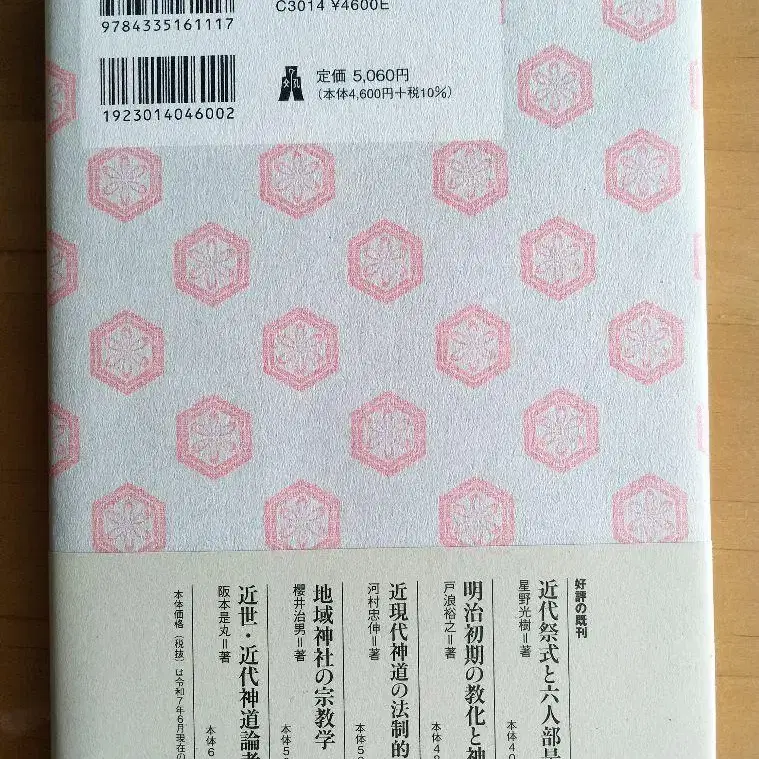 9784335161117
C3014 ¥4600E
1923014046002
定価 5,060円
(本体4,600円+税10%)
好評の既刊
近代祭式と六人部是
星野光樹=著
本体40
明治初期の教化と神
戸浪裕之=著
本体48
近現代神道の法制的
河村忠伸=著
本体50
地域神社の宗教学
櫻井治男=著
本体50
近世・近代神道論考
阪本是丸=著
本体6
本体価格(税抜)は令和7年6月現在の